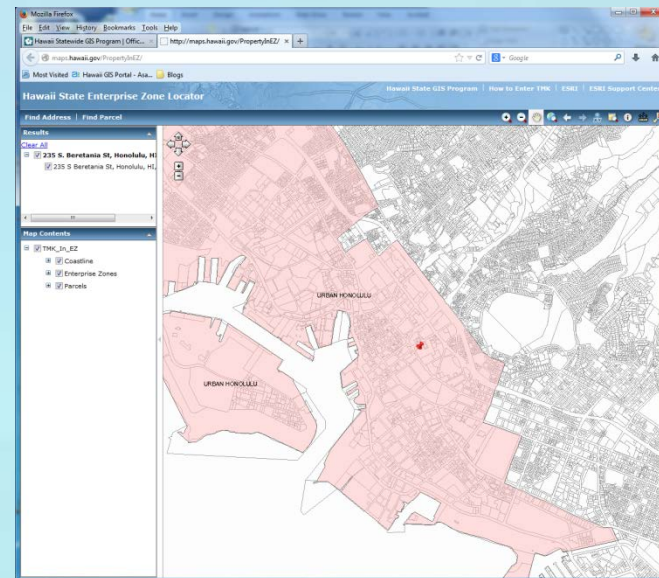 Mozilla Firefox
File Edit View History Bookmarks Tools Help
Hawaii Statewide GIS Program | Offic... × http://maps.hawaii.gov/PropertyInEZ/ × +
maps.hawaii.gov/PropertyInEZ/ Google
Most Visited Hawaii GIS Portal - Asa... Blogs
Hawaii State GIS Program | How to Enter TMK | ESRI | ESRI Support Center
Hawaii State Enterprise Zone Locator
Find Address | Find Parcel
Results
Clear All
235 S. Beretania St, Honolulu, HI
235 S Beretania St, Honolulu, HI,
Map Contents
TMK_In_EZ
Coastline
Enterprise Zones
Parcels
URBAN HONOLULU
URBAN HONOLULU